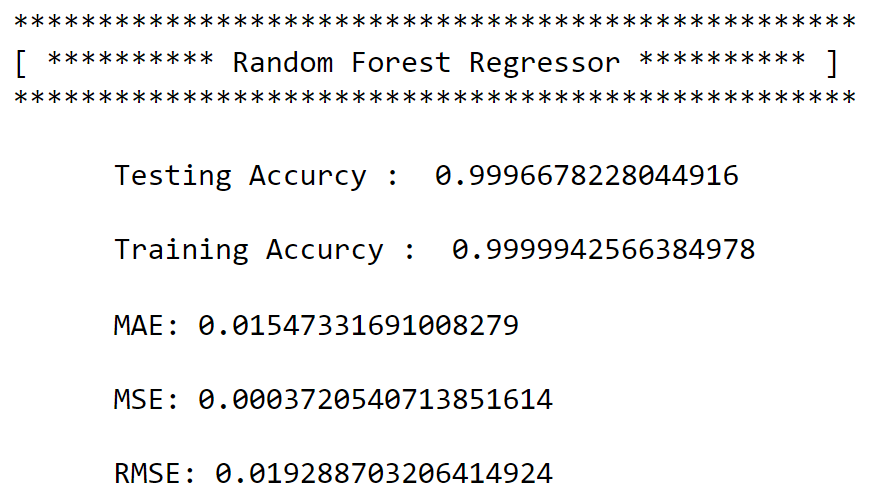 **************************************************
[ ********** Random Forest Regressor ********** ]
**************************************************
Testing Accurcy :  0.9996678228044916
Training Accurcy :  0.9999942566384978
MAE: 0.01547331691008279
MSE: 0.0003720540713851614
RMSE: 0.019288703206414924